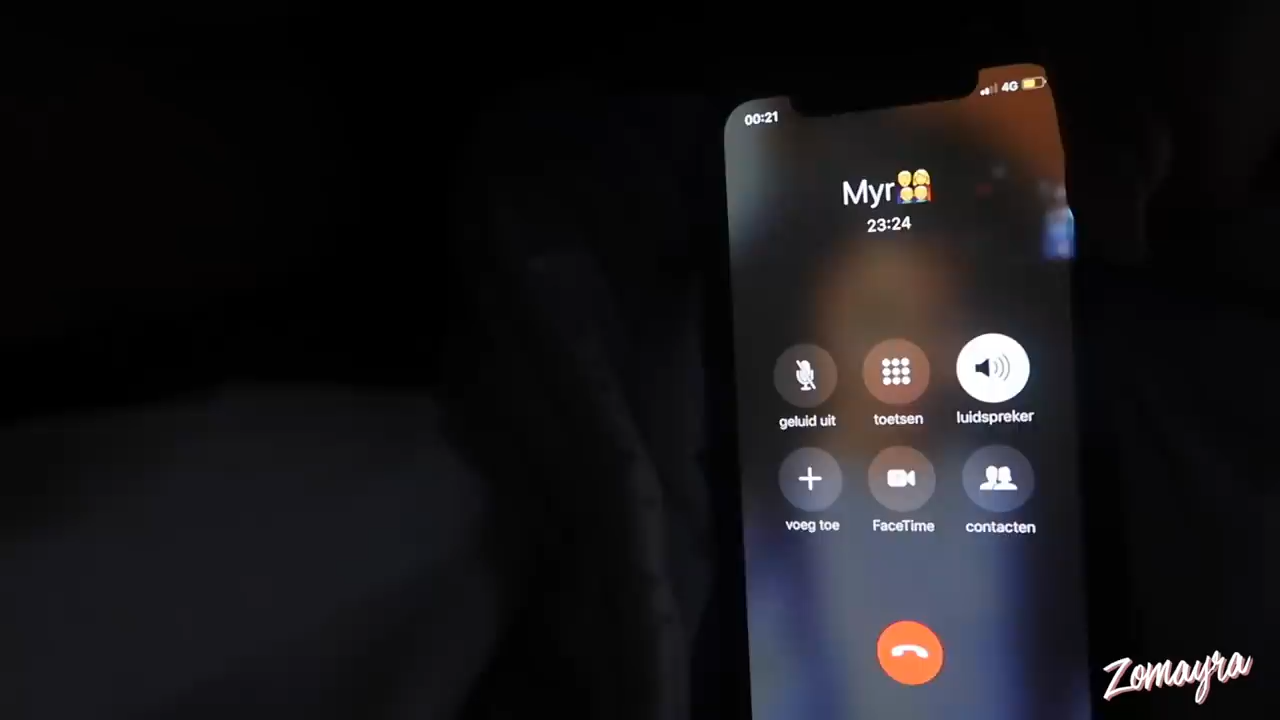 00:21
4G
Myr
23:24
geluid uit
toetsen
luidspreker
voeg toe
FaceTime
contacten
Zomayra